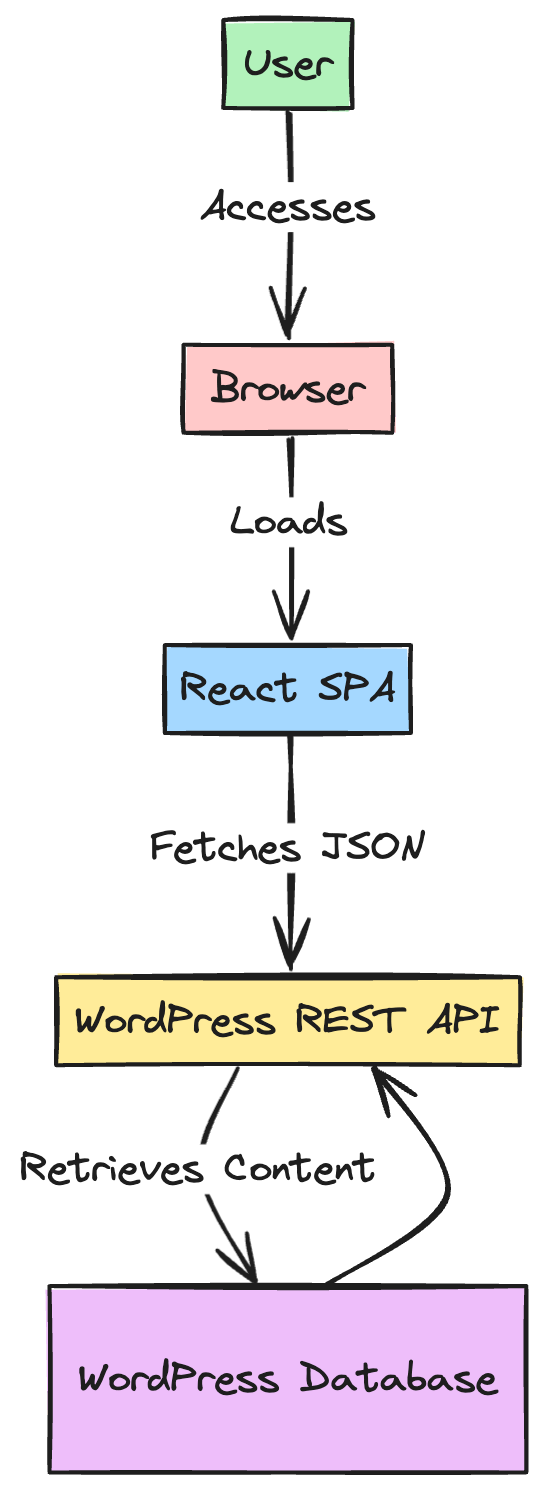 User
Accesses
Browser
Loads
React SPA
Fetches JSON
WordPress REST API
Retrieves Content
WordPress Database